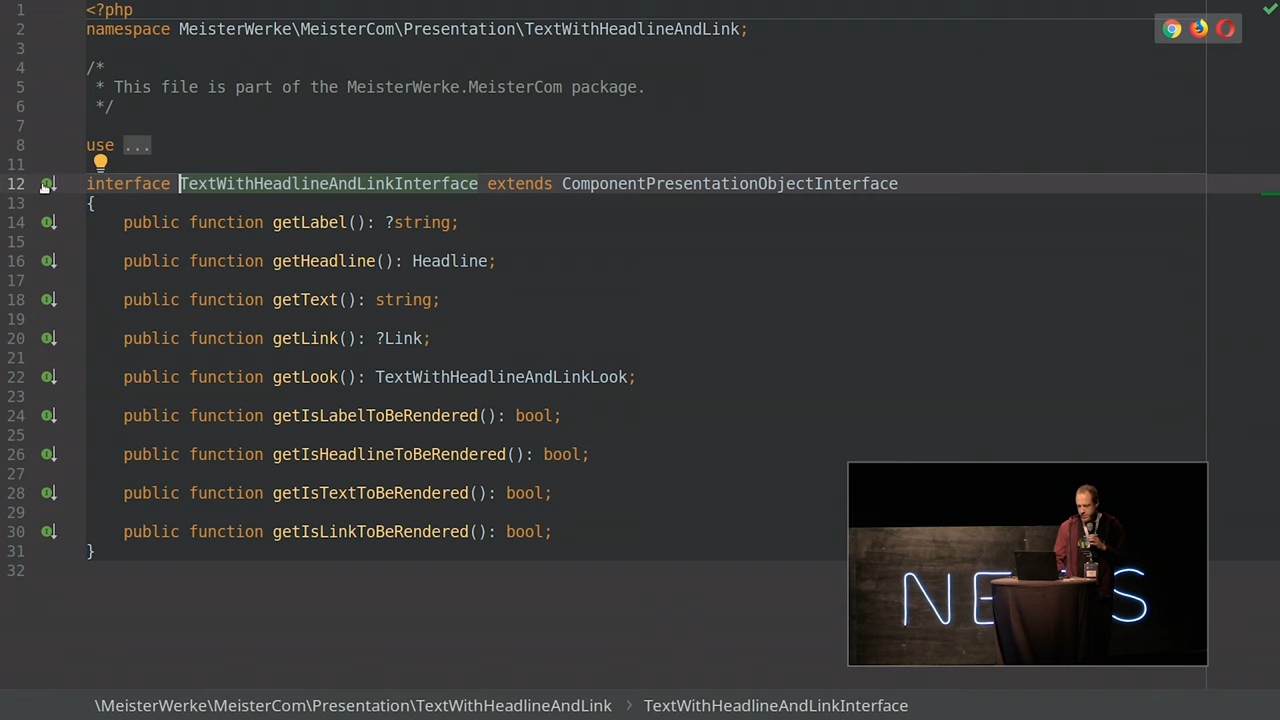 1 <?php
2 namespace MeisterWerke\MeisterCom\Presentation\TextWithHeadlineAndLink;
3
4 /*
5 * This file is part of the MeisterWerke.MeisterCom package.
6 */
7
8 use ...
11
12 interface TextWithHeadlineAndLinkInterface extends ComponentPresentationObjectInterface
13 {
14 public function getLabel(): ?string;
15
16 public function getHeadline(): Headline;
17
18 public function getText(): string;
19
20 public function getLink(): ?Link;
21
22 public function getLook(): TextWithHeadlineAndLinkLook;
23
24 public function getIsLabelToBeRendered(): bool;
25
26 public function getIsHeadlineToBeRendered(): bool;
27
28 public function getIsTextToBeRendered(): bool;
29
30 public function getIsLinkToBeRendered(): bool;
31 }
32
\MeisterWerke\MeisterCom\Presentation\TextWithHeadlineAndLink › TextWithHeadlineAndLinkInterface